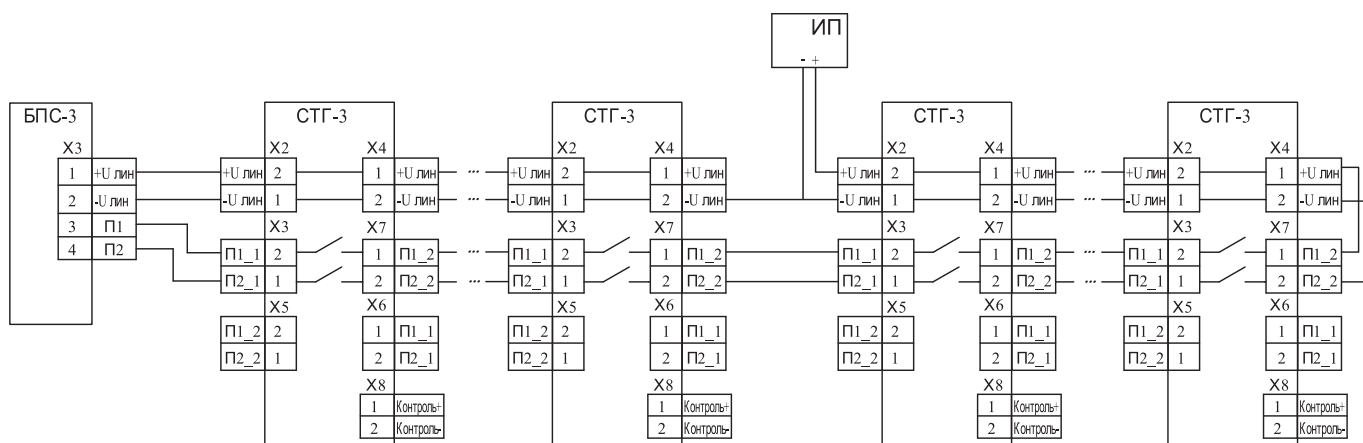 ИП
- +
БПС-3 СТГ-3 СТГ-3 СТГ-3 СТГ-3
X3 X2 X4 X2 X4 X2 X4 X2 X4
1 +U лин +U лин 2 1 +U лин ... +U лин 2 1 +U лин +U лин 2 1 +U лин ... +U лин 2 1 +U лин
2 -U лин -U лин 1 2 -U лин ... -U лин 1 2 -U лин -U лин 1 2 -U лин ... -U лин 1 2 -U лин
3 П1
4 П2
X3 X7 X3 X7 X3 X7 X3 X7
П1_1 2 1 П1_2 ... П1_1 2 1 П1_2 П1_1 2 1 П1_2 ... П1_1 2 1 П1_2
П2_1 1 2 П2_2 ... П2_1 1 2 П2_2 П2_1 1 2 П2_2 ... П2_1 1 2 П2_2
X5 X6 X5 X6 X5 X6 X5 X6
П1_2 2 1 П1_1 П1_2 2 1 П1_1 П1_2 2 1 П1_1 П1_2 2 1 П1_1
П2_2 1 2 П2_1 П2_2 1 2 П2_1 П2_2 1 2 П2_1 П2_2 1 2 П2_1
X8 X8 X8 X8
1 Контроль+ 1 Контроль+ 1 Контроль+ 1 Контроль+
2 Контроль- 2 Контроль- 2 Контроль- 2 Контроль-